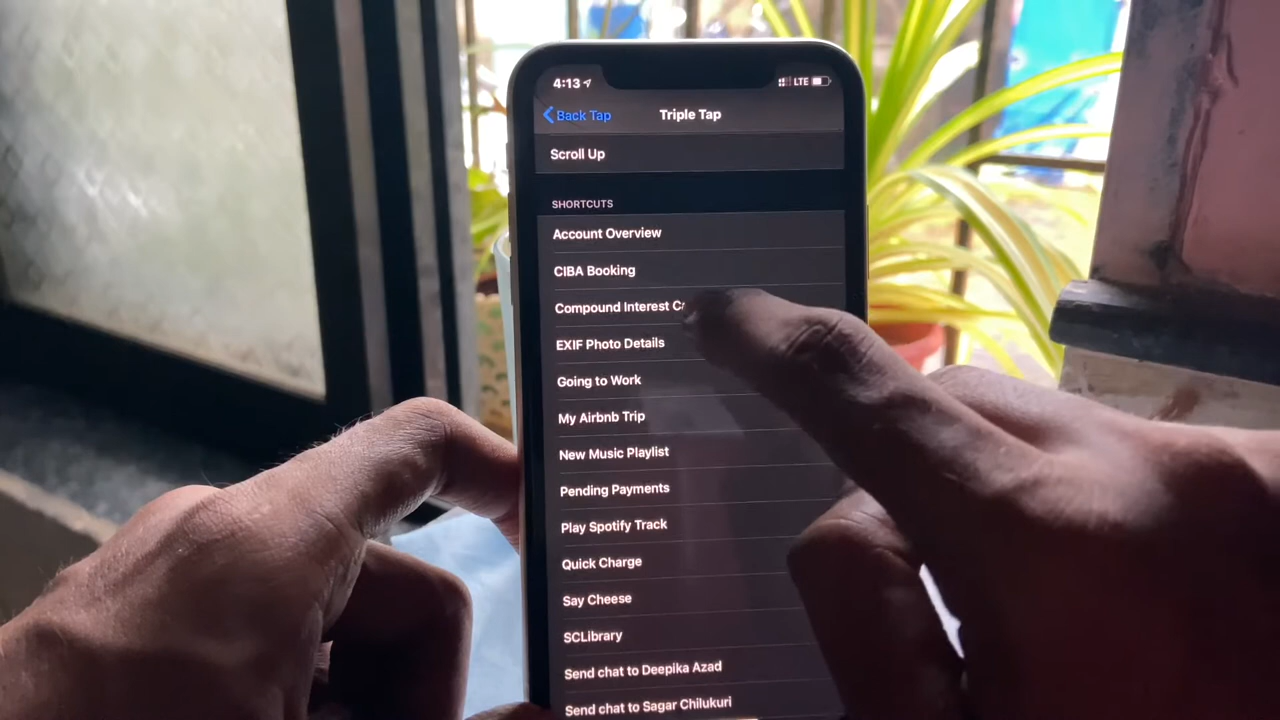 4:13 LTE
Back Tap Triple Tap
Scroll Up
SHORTCUTS
Account Overview
CIBA Booking
Compound Interest
EXIF Photo Details
Going to Work
My Airbnb Trip
New Music Playlist
Pending Payments
Play Spotify Track
Quick Charge
Say Cheese
SCLibrary
Send chat to Deepika Azad
Send chat to Sagar Chilukuri